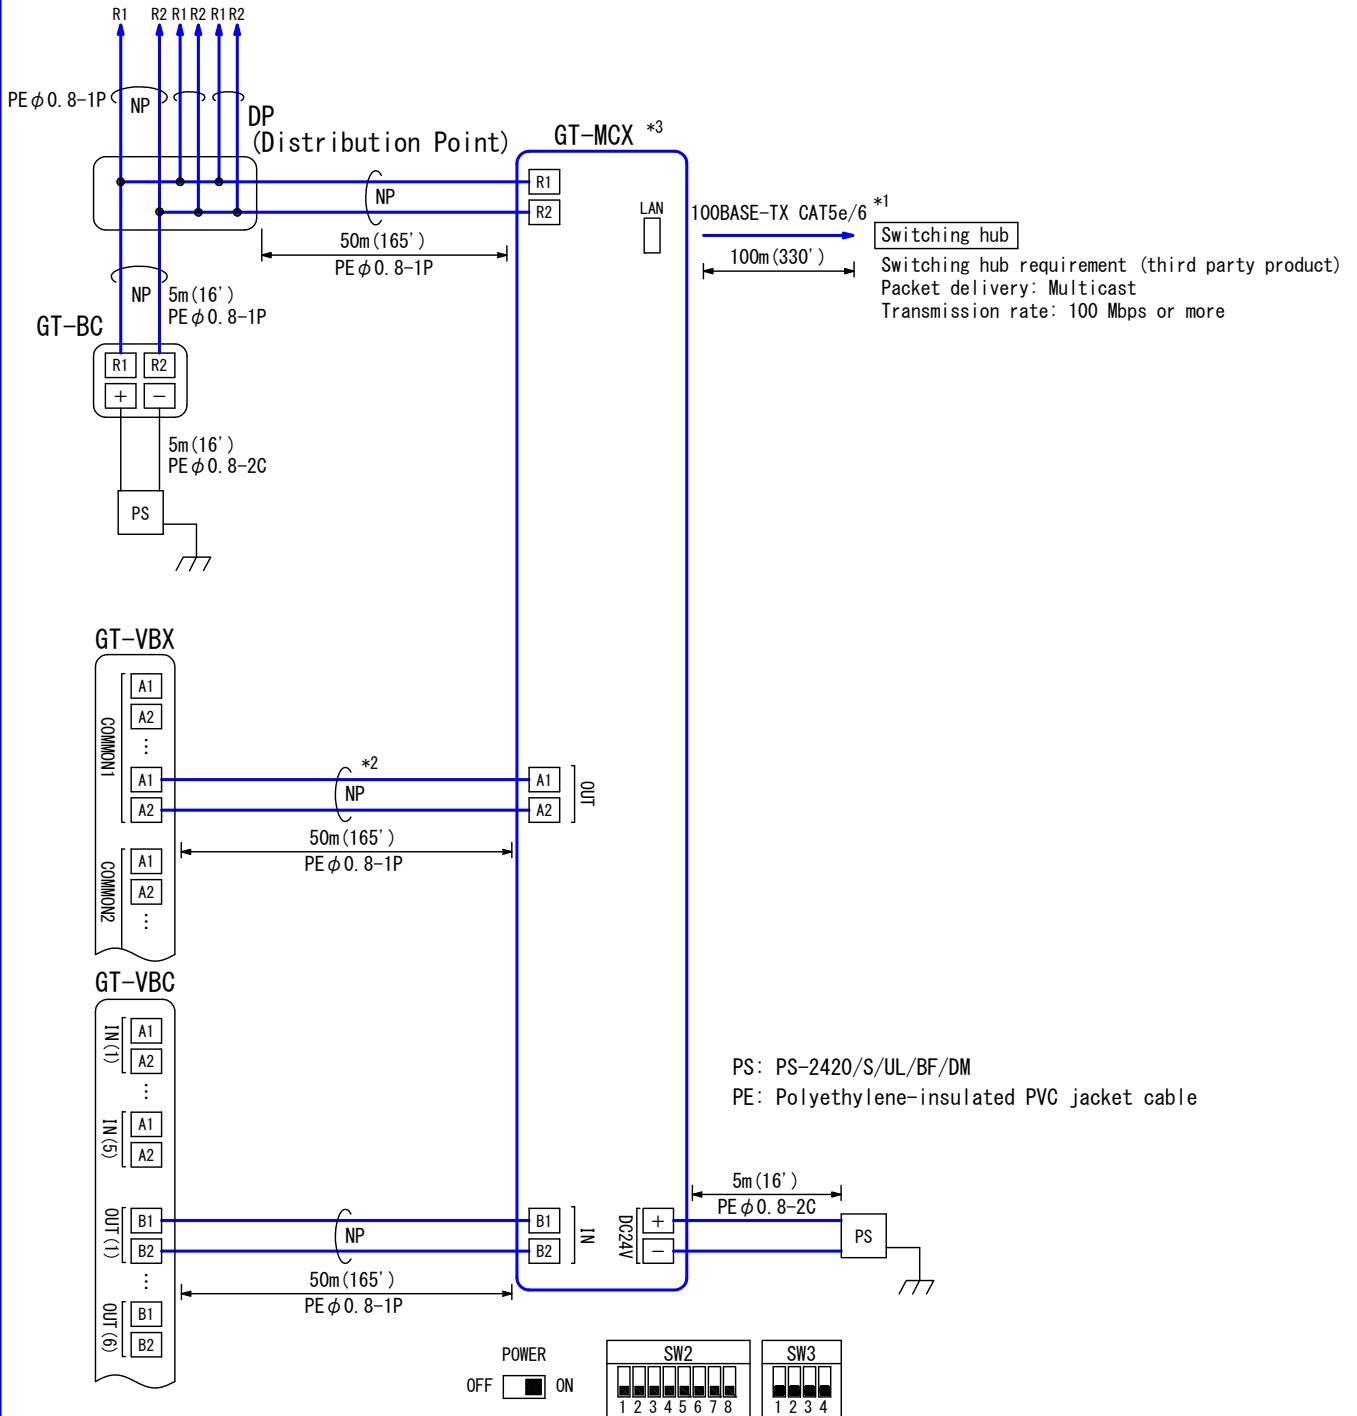 R1 R2 R1 R2 R1 R2
PEφ0.8-1P
NP
DP
(Distribution Point)
GT-MCX *3
R1
R2
NP
50m(165')
PEφ0.8-1P
LAN
100BASE-TX CAT5e/6 *1
100m(330')
Switching hub
Switching hub requirement (third party product)
Packet delivery: Multicast
Transmission rate: 100 Mbps or more
NP
5m(16')
PEφ0.8-1P
GT-BC
R1 R2
+ −
5m(16')
PEφ0.8-2C
PS
GT-VBX
COMMON1
A1
A2
⋮
A1
A2
COMMON2
A1
A2
⋮
*2
NP
50m(165')
PEφ0.8-1P
A1
A2
OUT
GT-VBC
IN(1)
A1
A2
⋮
IN(5)
A1
A2
OUT(1)
B1
B2
⋮
OUT(6)
B1
B2
NP
50m(165')
PEφ0.8-1P
B1
B2
IN
DC24V
+
−
5m(16')
PEφ0.8-2C
PS
PS: PS-2420/S/UL/BF/DM
PE: Polyethylene-insulated PVC jacket cable
POWER
OFF ON
SW2
1 2 3 4 5 6 7 8
SW3
1 2 3 4